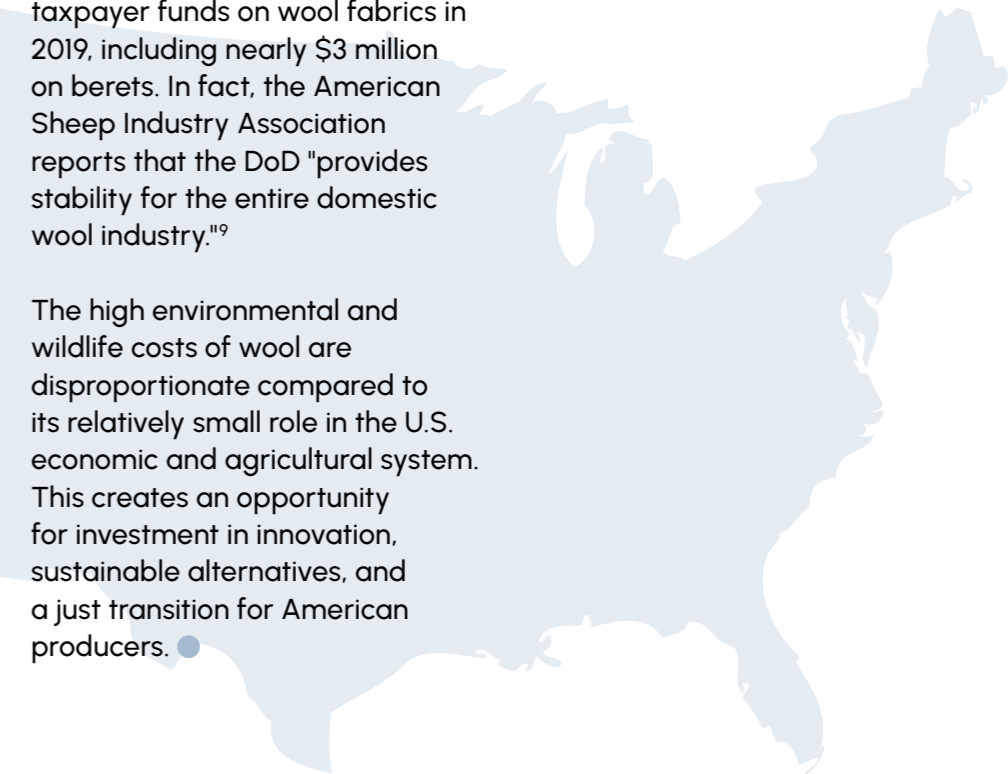 taxpayer funds on wool fabrics in
2019, including nearly $3 million
on berets. In fact, the American
Sheep Industry Association
reports that the DoD "provides
stability for the entire domestic
wool industry."⁹
The high environmental and
wildlife costs of wool are
disproportionate compared to
its relatively small role in the U.S.
economic and agricultural system.
This creates an opportunity
for investment in innovation,
sustainable alternatives, and
a just transition for American
producers.